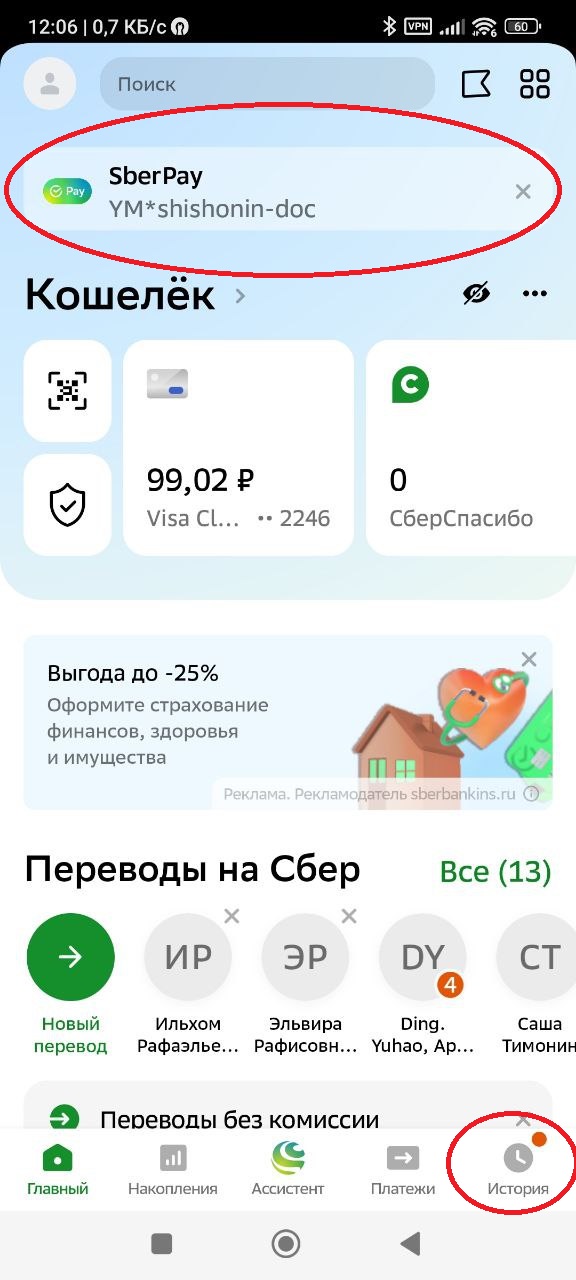 12:06 | 0,7 КБ/с
VPN
60
Поиск
Pay
SberPay
YM*shishonin-doc
Кошелёк
99,02 ₽
Visa Cl... •• 2246
0
СберСпасибо
Выгода до -25%
Оформите страхование
финансов, здоровья
и имущества
Реклама. Рекламодатель sberbankins.ru
Переводы на Сбер
Все (13)
ИР
ЭР
DY
СТ
4
Новый
перевод
Ильхом
Рафаэлье...
Эльвира
Рафисовн...
Ding.
Yuhao, Ap...
Саша
Тимонин
Переводы без комиссии
Главный
Накопления
Ассистент
Платежи
История